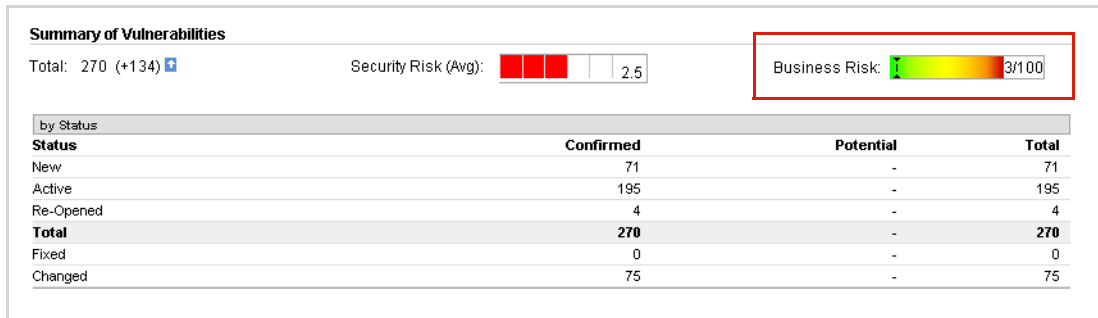 Summary of Vulnerabilities
Total: 270 (+134) Security Risk (Avg): 2.5 Business Risk: 3/100
by Status
Status Confirmed Potential Total
New 71 - 71
Active 195 - 195
Re-Opened 4 - 4
Total 270 - 270
Fixed 0 - 0
Changed 75 - 75